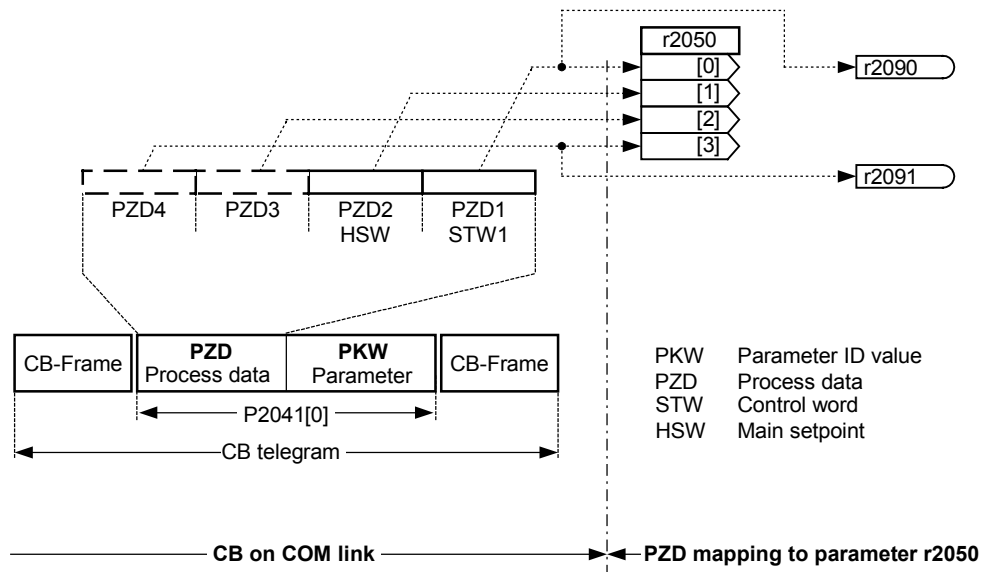 r2050
[0]
r2090
[1]
[2]
[3]
r2091
PZD4
PZD3
PZD2
HSW
PZD1
STW1
CB-Frame
PZD
Process data
PKW
Parameter
CB-Frame
P2041[0]
CB telegram
PKW Parameter ID value
PZD Process data
STW Control word
HSW Main setpoint
CB on COM link
PZD mapping to parameter r2050